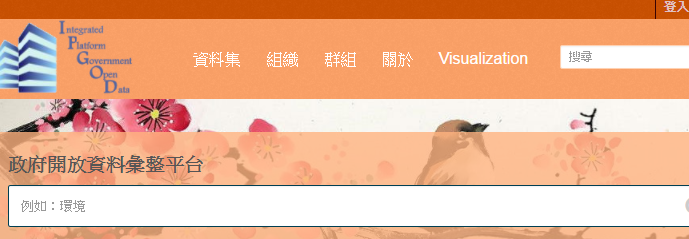 登入
Integrated
Platform
Government
Open
Data
資料集 組織 群組 關於 Visualization 搜尋
政府開放資料彙整平台
例如：環境